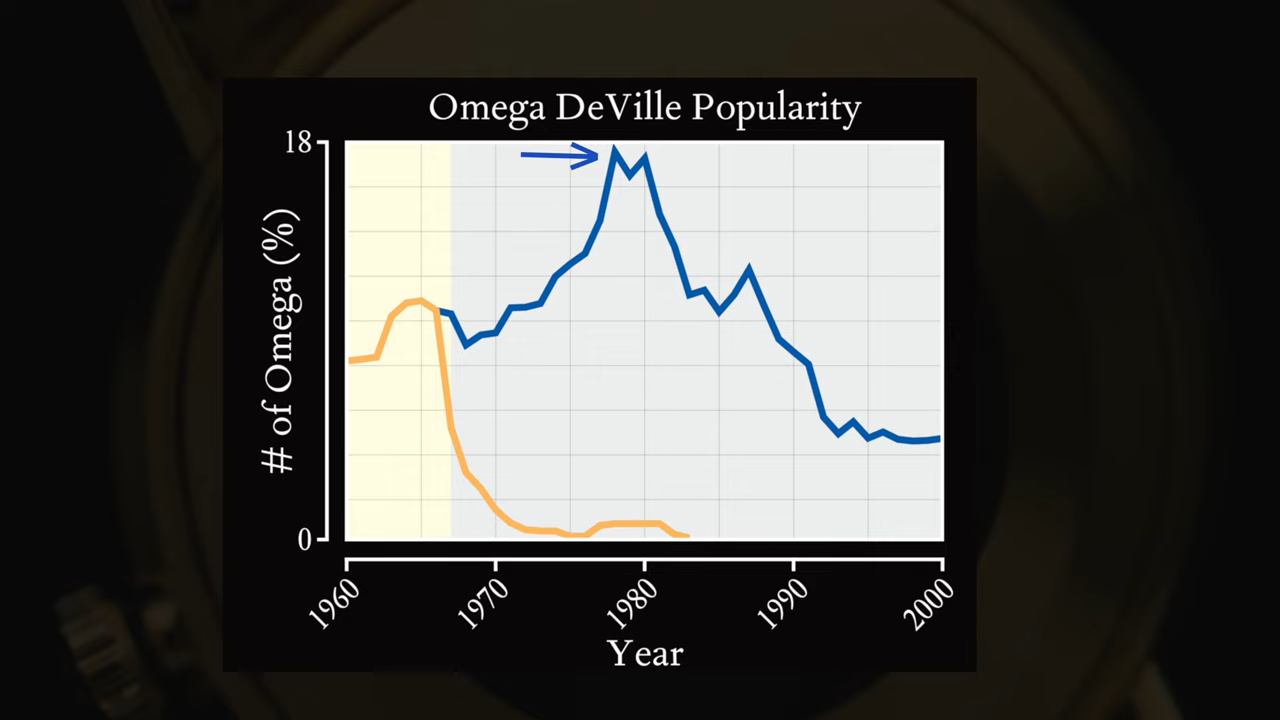 Omega DeVille Popularity
18
# of Omega (%)
0
1960
1970
1980
1990
2000
Year